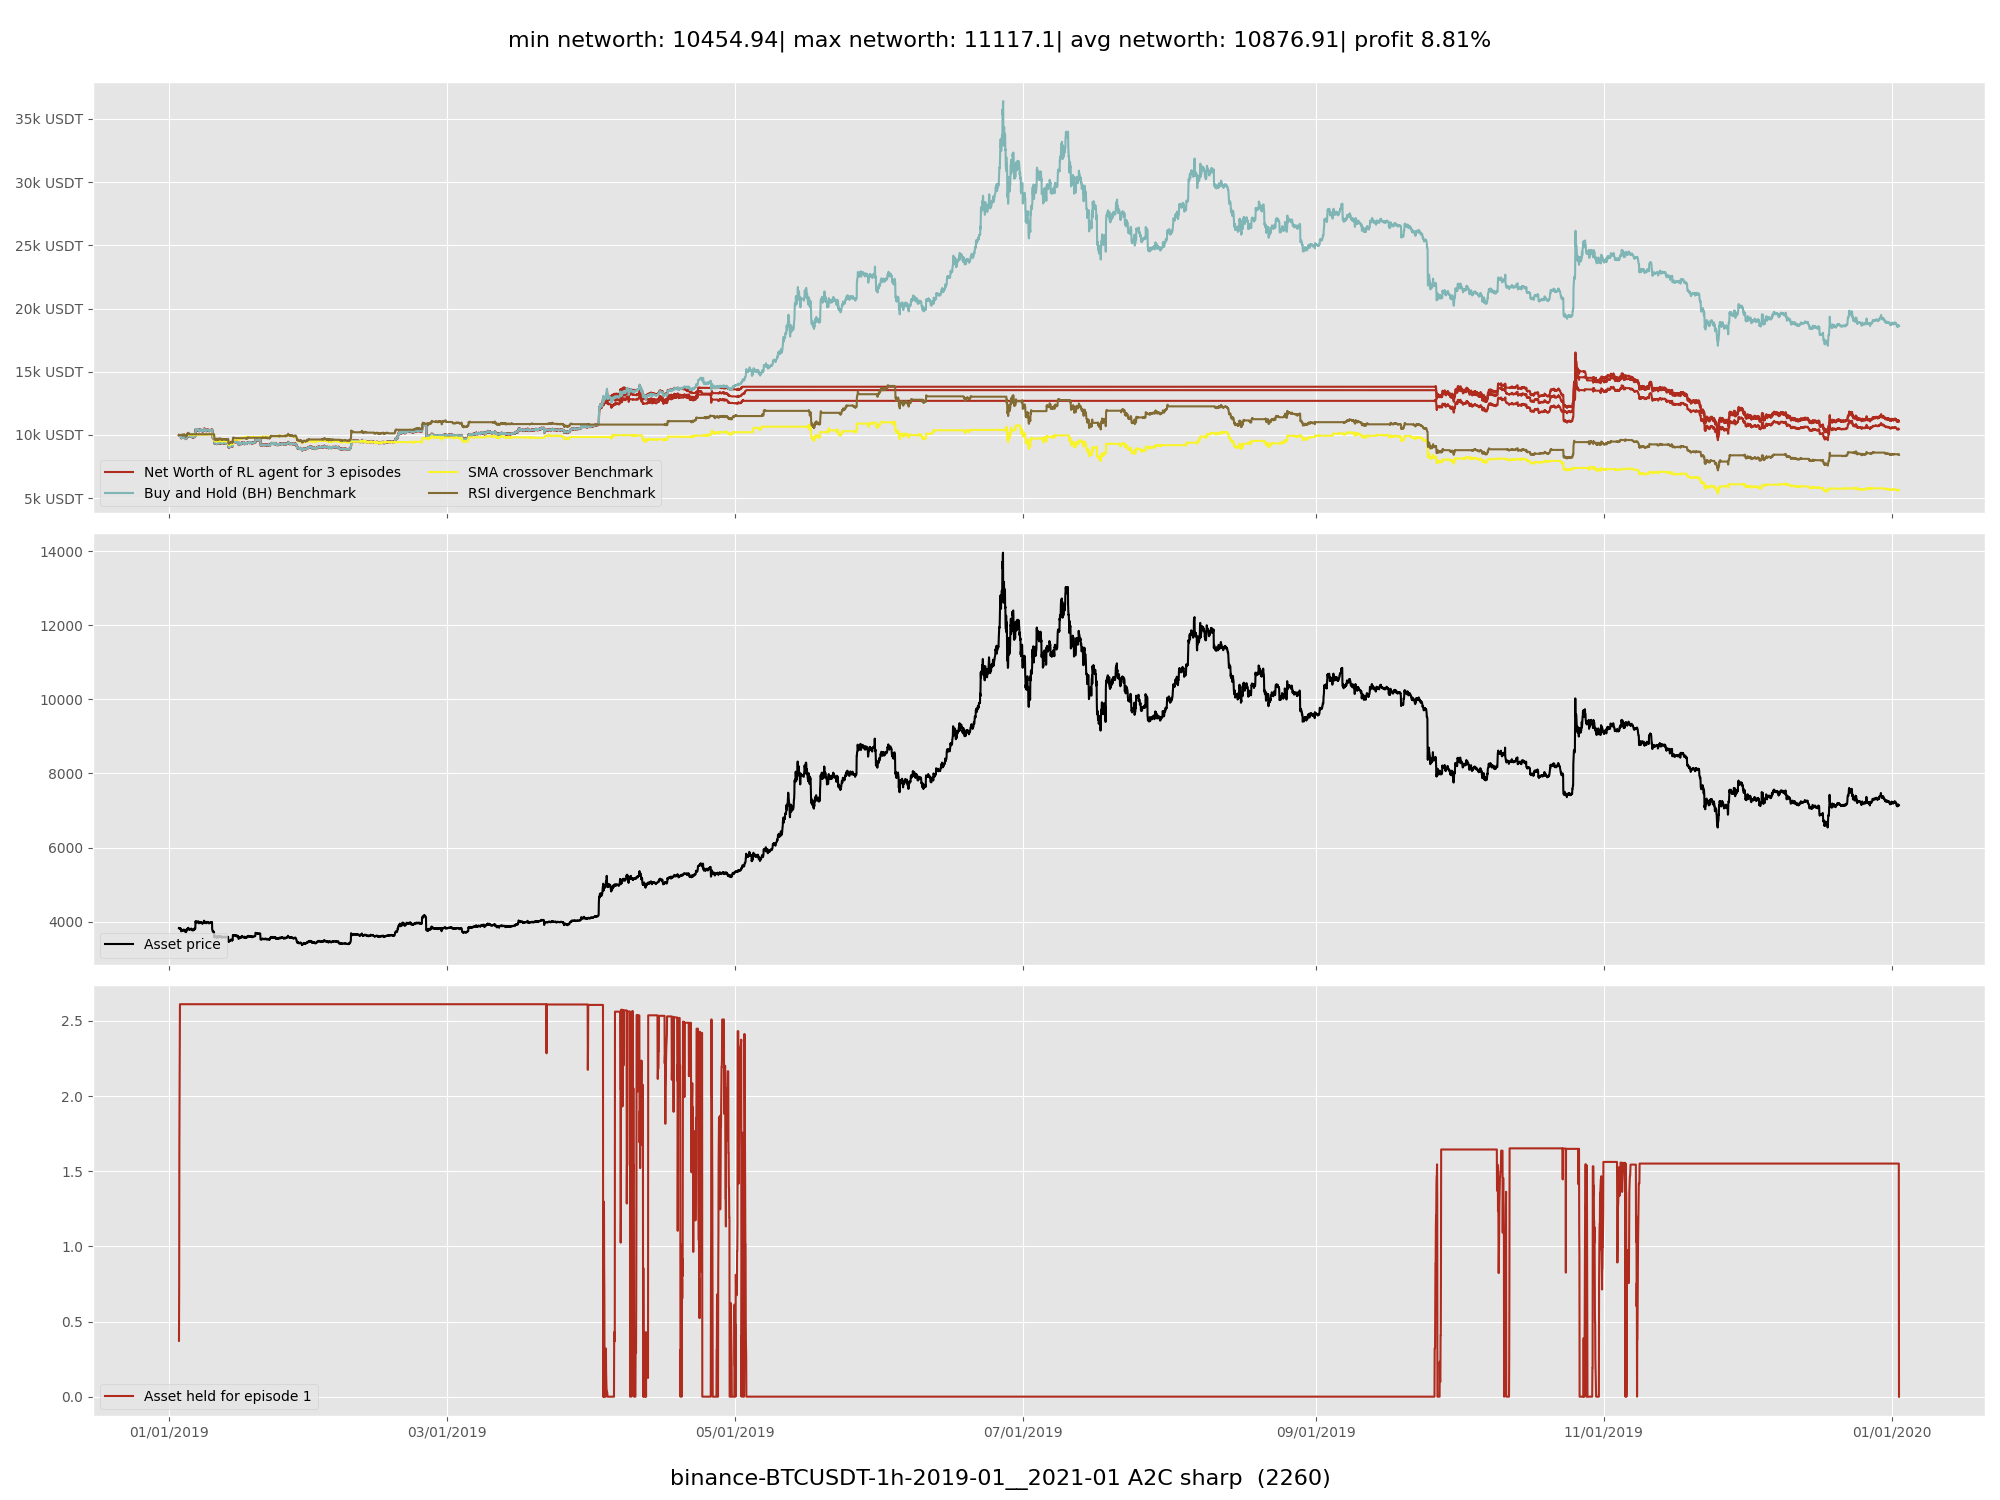 min networth: 10454.94| max networth: 11117.1| avg networth: 10876.91| profit 8.81%
35k USDT
30k USDT
25k USDT
20k USDT
15k USDT
10k USDT
5k USDT
Net Worth of RL agent for 3 episodes
Buy and Hold (BH) Benchmark
SMA crossover Benchmark
RSI divergence Benchmark
14000
12000
10000
8000
6000
4000
Asset price
2.5
2.0
1.5
1.0
0.5
0.0
Asset held for episode 1
01/01/2019
03/01/2019
05/01/2019
07/01/2019
09/01/2019
11/01/2019
01/01/2020
binance-BTCUSDT-1h-2019-01__2021-01 A2C sharp (2260)